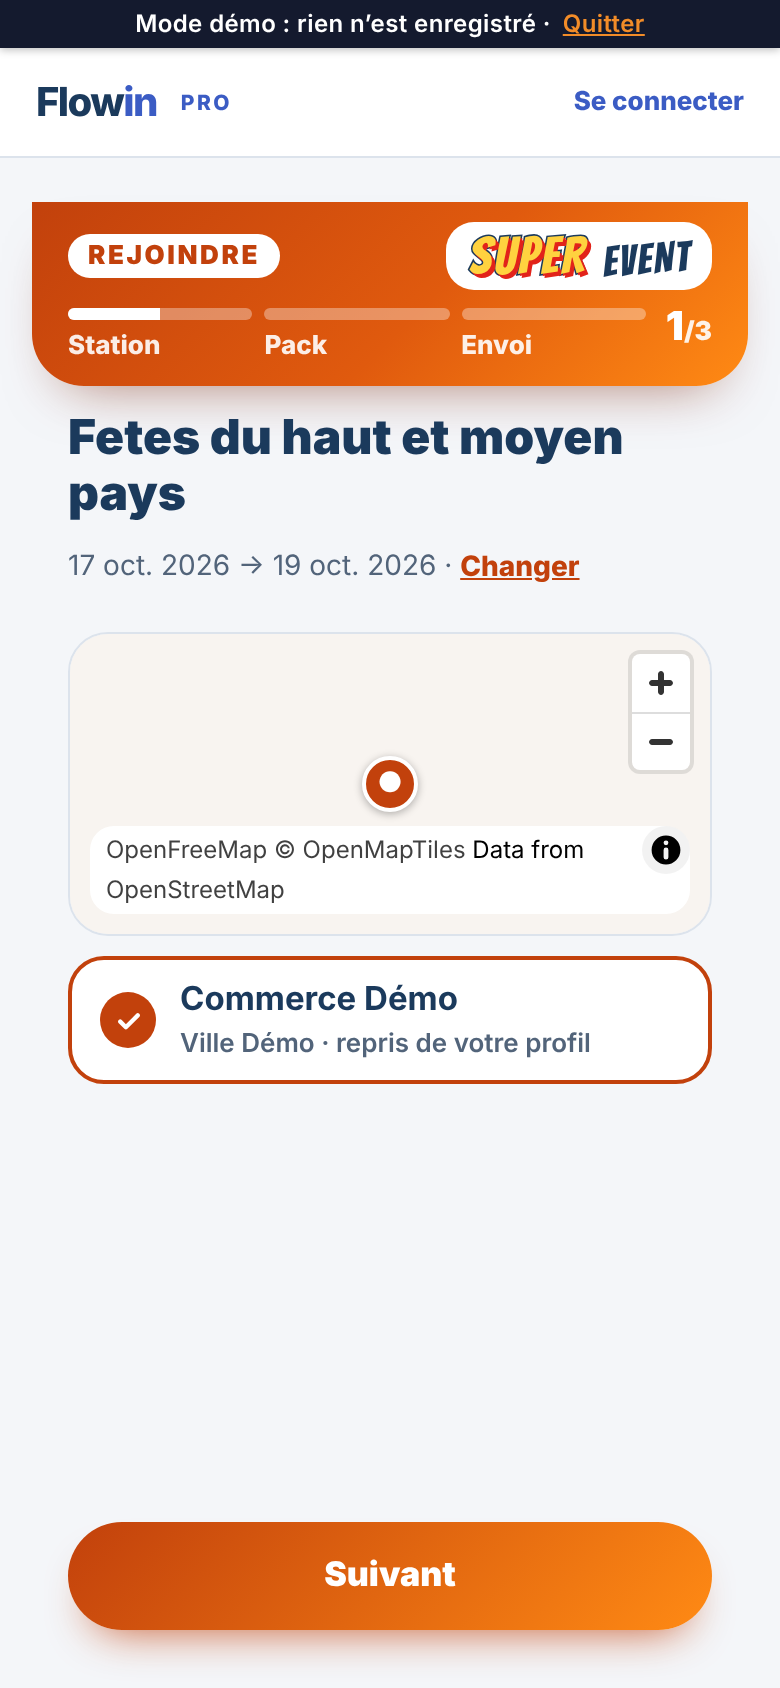 Mode démo : rien n’est enregistré · Quitter
Flowin PRO
Se connecter
REJOINDRE
SUPER EVENT
Station
Pack
Envoi
1/3
Fetes du haut et moyen
pays
17 oct. 2026 → 19 oct. 2026 · Changer
OpenFreeMap © OpenMapTiles Data from
OpenStreetMap
Commerce Démo
Ville Démo · repris de votre profil
Suivant